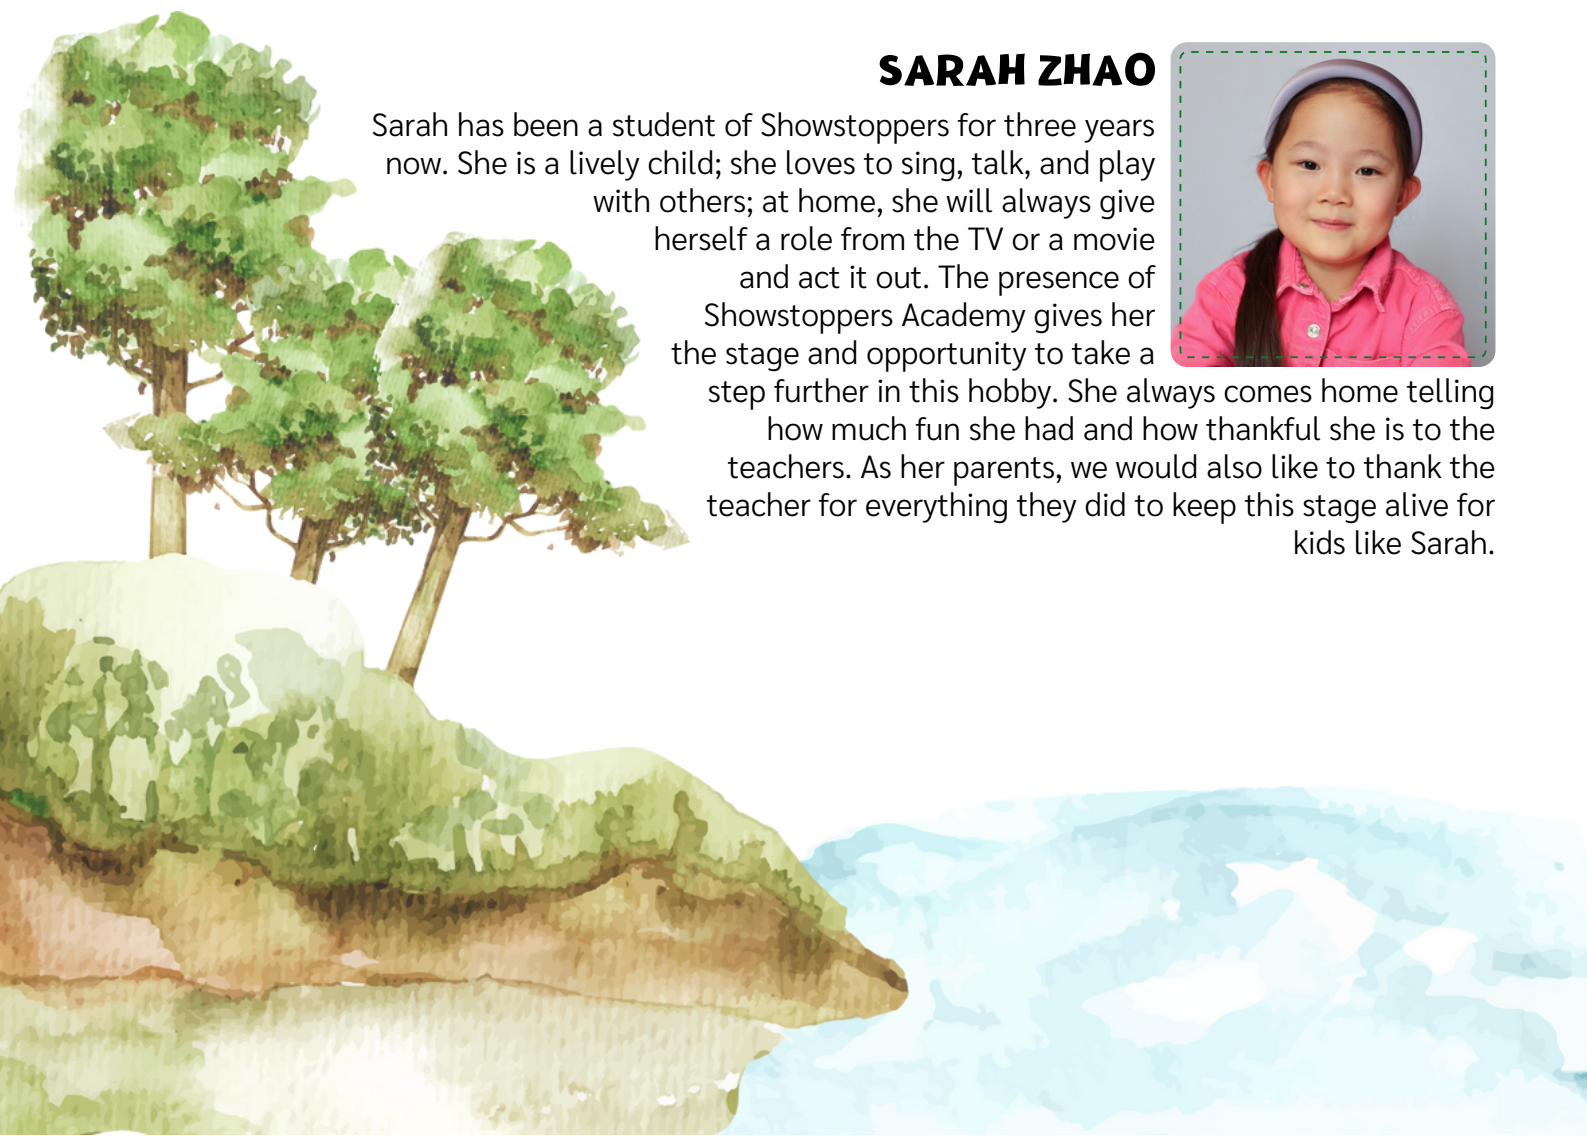 SARAH ZHAO
Sarah has been a student of Showstoppers for three years
now. She is a lively child; she loves to sing, talk, and play
with others; at home, she will always give
herself a role from the TV or a movie
and act it out. The presence of
Showstoppers Academy gives her
the stage and opportunity to take a
step further in this hobby. She always comes home telling
how much fun she had and how thankful she is to the
teachers. As her parents, we would also like to thank the
teacher for everything they did to keep this stage alive for
kids like Sarah.